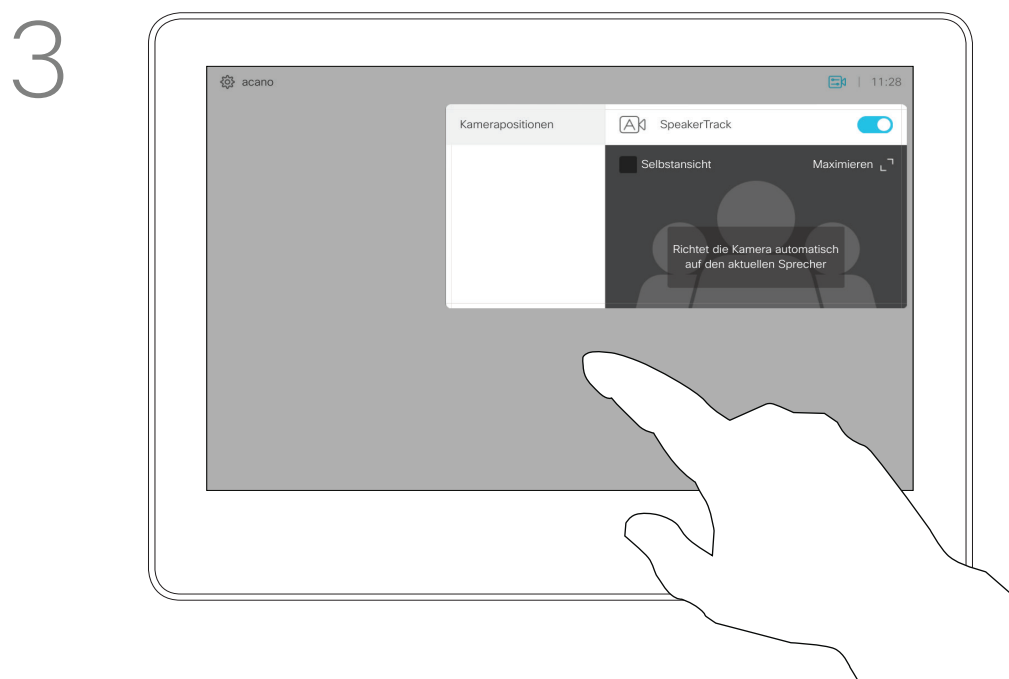 3
acano
11:28
Kamerapositionen
SpeakerTrack
Selbstansicht
Maximieren
Richtet die Kamera automatisch
auf den aktuellen Sprecher